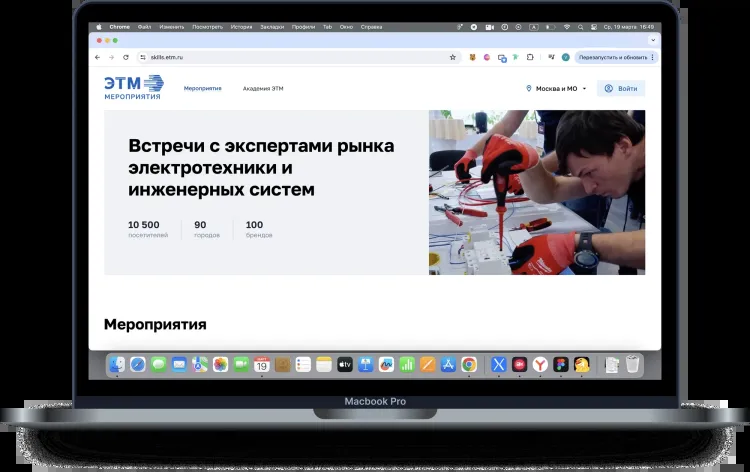 Chrome Файл Изменить Посмотреть История Закладки Профили Tab Окно Справка
A
Ср, 19 марта 16:49
skills.etm.ru
Перезапустить и обновить
ЭТМ
МЕРОПРИЯТИЯ
Мероприятия
Академия ЭТМ
Москва и МО
Войти
Встречи с экспертами рынка
электротехники и
инженерных систем
10 500
посетителей
90
городов
100
брендов
Мероприятия
19
tv
Macbook Pro